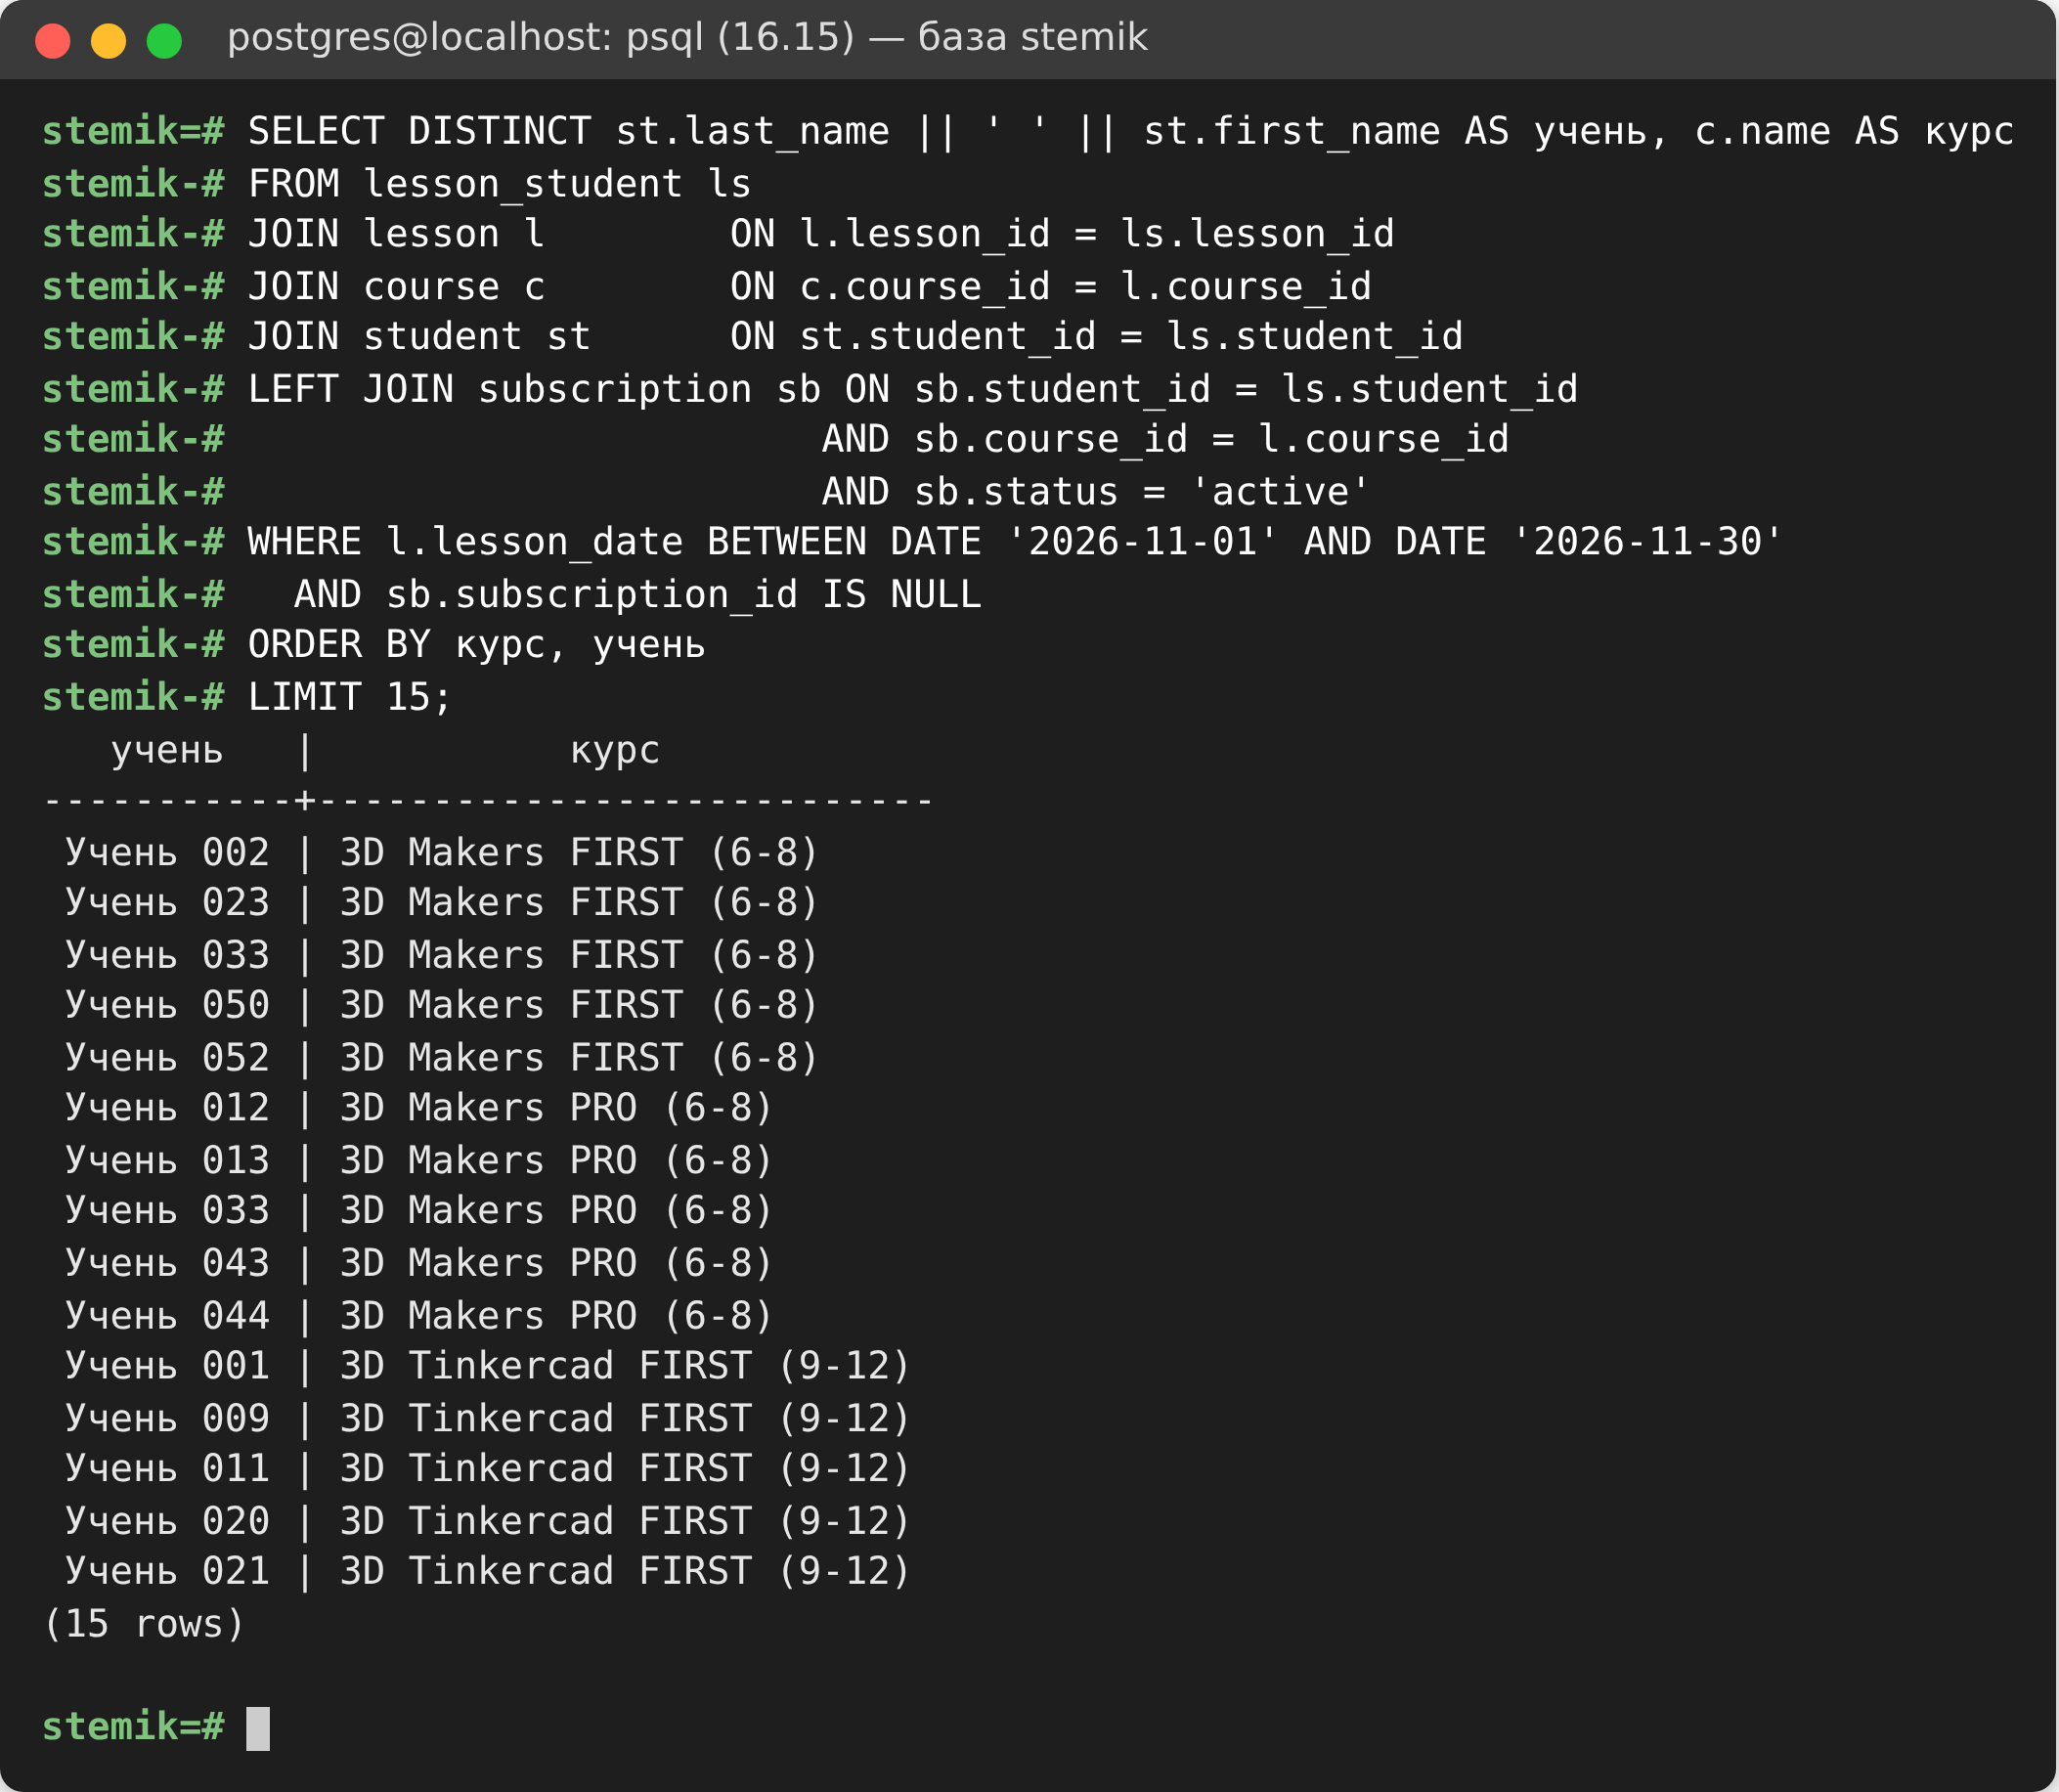 postgres@localhost: psql (16.15) — база stemik
stemik=# SELECT DISTINCT st.last_name || ' ' || st.first_name AS учень, c.name AS курс
stemik-# FROM lesson_student ls
stemik-# JOIN lesson l        ON l.lesson_id = ls.lesson_id
stemik-# JOIN course c        ON c.course_id = l.course_id
stemik-# JOIN student st      ON st.student_id = ls.student_id
stemik-# LEFT JOIN subscription sb ON sb.student_id = ls.student_id
stemik-#                          AND sb.course_id = l.course_id
stemik-#                          AND sb.status = 'active'
stemik-# WHERE l.lesson_date BETWEEN DATE '2026-11-01' AND DATE '2026-11-30'
stemik-#   AND sb.subscription_id IS NULL
stemik-# ORDER BY курс, учень
stemik-# LIMIT 15;
   учень   |           курс
-----------+---------------------------
 Учень 002 | 3D Makers FIRST (6-8)
 Учень 023 | 3D Makers FIRST (6-8)
 Учень 033 | 3D Makers FIRST (6-8)
 Учень 050 | 3D Makers FIRST (6-8)
 Учень 052 | 3D Makers FIRST (6-8)
 Учень 012 | 3D Makers PRO (6-8)
 Учень 013 | 3D Makers PRO (6-8)
 Учень 033 | 3D Makers PRO (6-8)
 Учень 043 | 3D Makers PRO (6-8)
 Учень 044 | 3D Makers PRO (6-8)
 Учень 001 | 3D Tinkercad FIRST (9-12)
 Учень 009 | 3D Tinkercad FIRST (9-12)
 Учень 011 | 3D Tinkercad FIRST (9-12)
 Учень 020 | 3D Tinkercad FIRST (9-12)
 Учень 021 | 3D Tinkercad FIRST (9-12)
(15 rows)
stemik=#